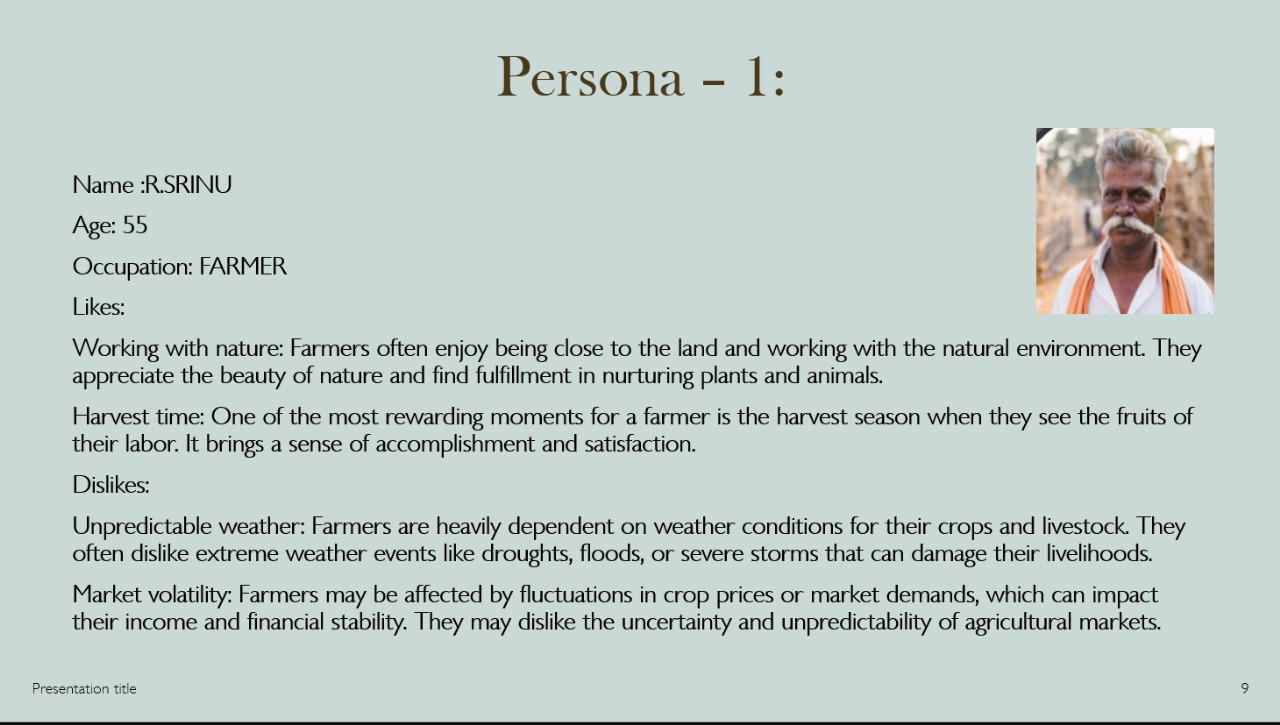 Persona – 1:
Name :R.SRINU
Age: 55
Occupation: FARMER
Likes:
Working with nature: Farmers often enjoy being close to the land and working with the natural environment. They
appreciate the beauty of nature and find fulfillment in nurturing plants and animals.
Harvest time: One of the most rewarding moments for a farmer is the harvest season when they see the fruits of
their labor. It brings a sense of accomplishment and satisfaction.
Dislikes:
Unpredictable weather: Farmers are heavily dependent on weather conditions for their crops and livestock. They
often dislike extreme weather events like droughts, floods, or severe storms that can damage their livelihoods.
Market volatility: Farmers may be affected by fluctuations in crop prices or market demands, which can impact
their income and financial stability. They may dislike the uncertainty and unpredictability of agricultural markets.
Presentation title
9